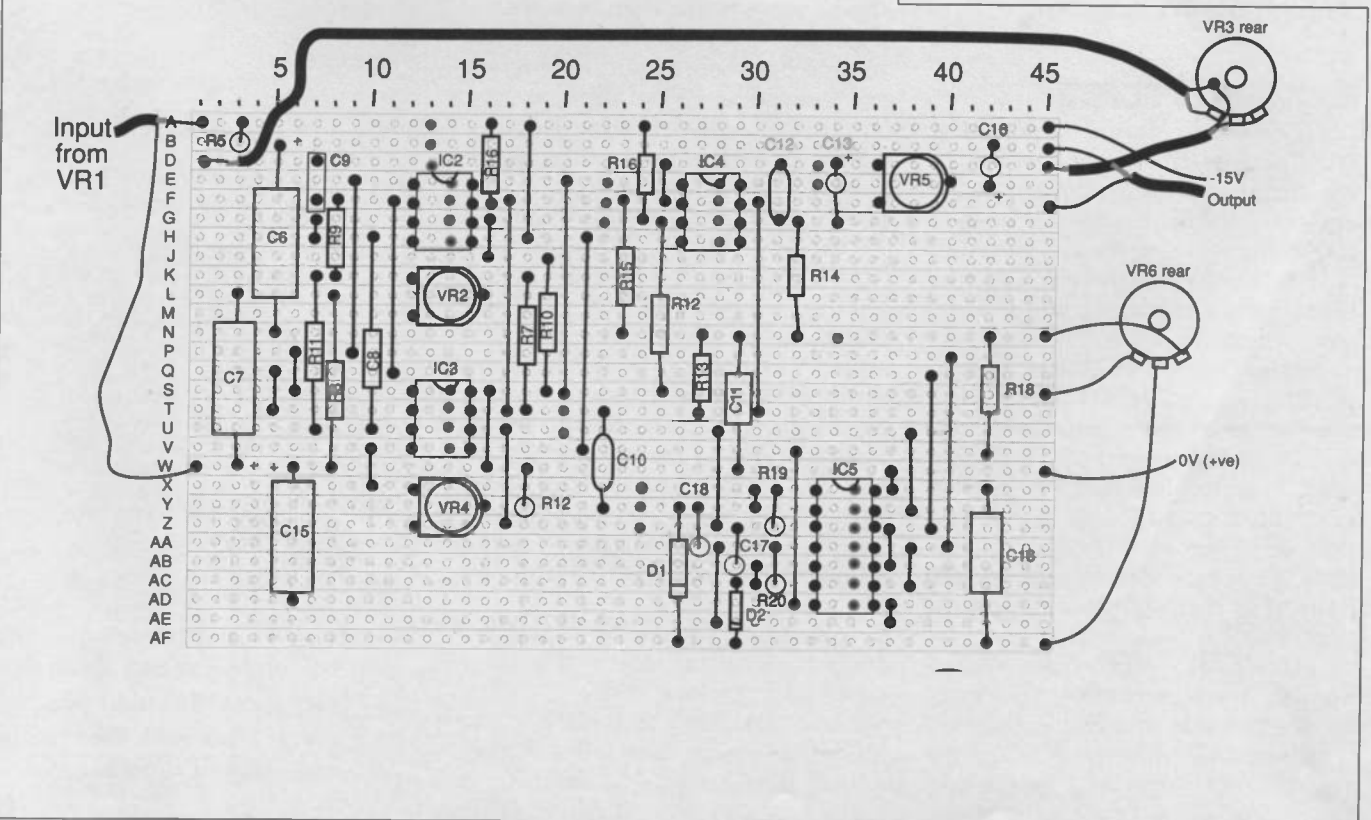 VR3 rear
5 10 15 20 25 30 35 40 45
Input
from
VR1
A
B
D
E
F
G
H
J
K
L
M
N
P
Q
S
T
U
V
W
X
Y
Z
AA
AB
AC
AD
AE
AF
R5
+
C9
IC2
R16
R16
IC4
C12
C13
+
VR5
C16
+
-15V
Output
C6
R9
R15
R14
VR2
R12
VR6 rear
R7
R10
R11
C8
R8
C7
IC3
R13
C11
R18
0V (+ve)
+ +
C10
R19
IC5
C15
VR4
R12
C18
C17
D1
R20
D2
C18